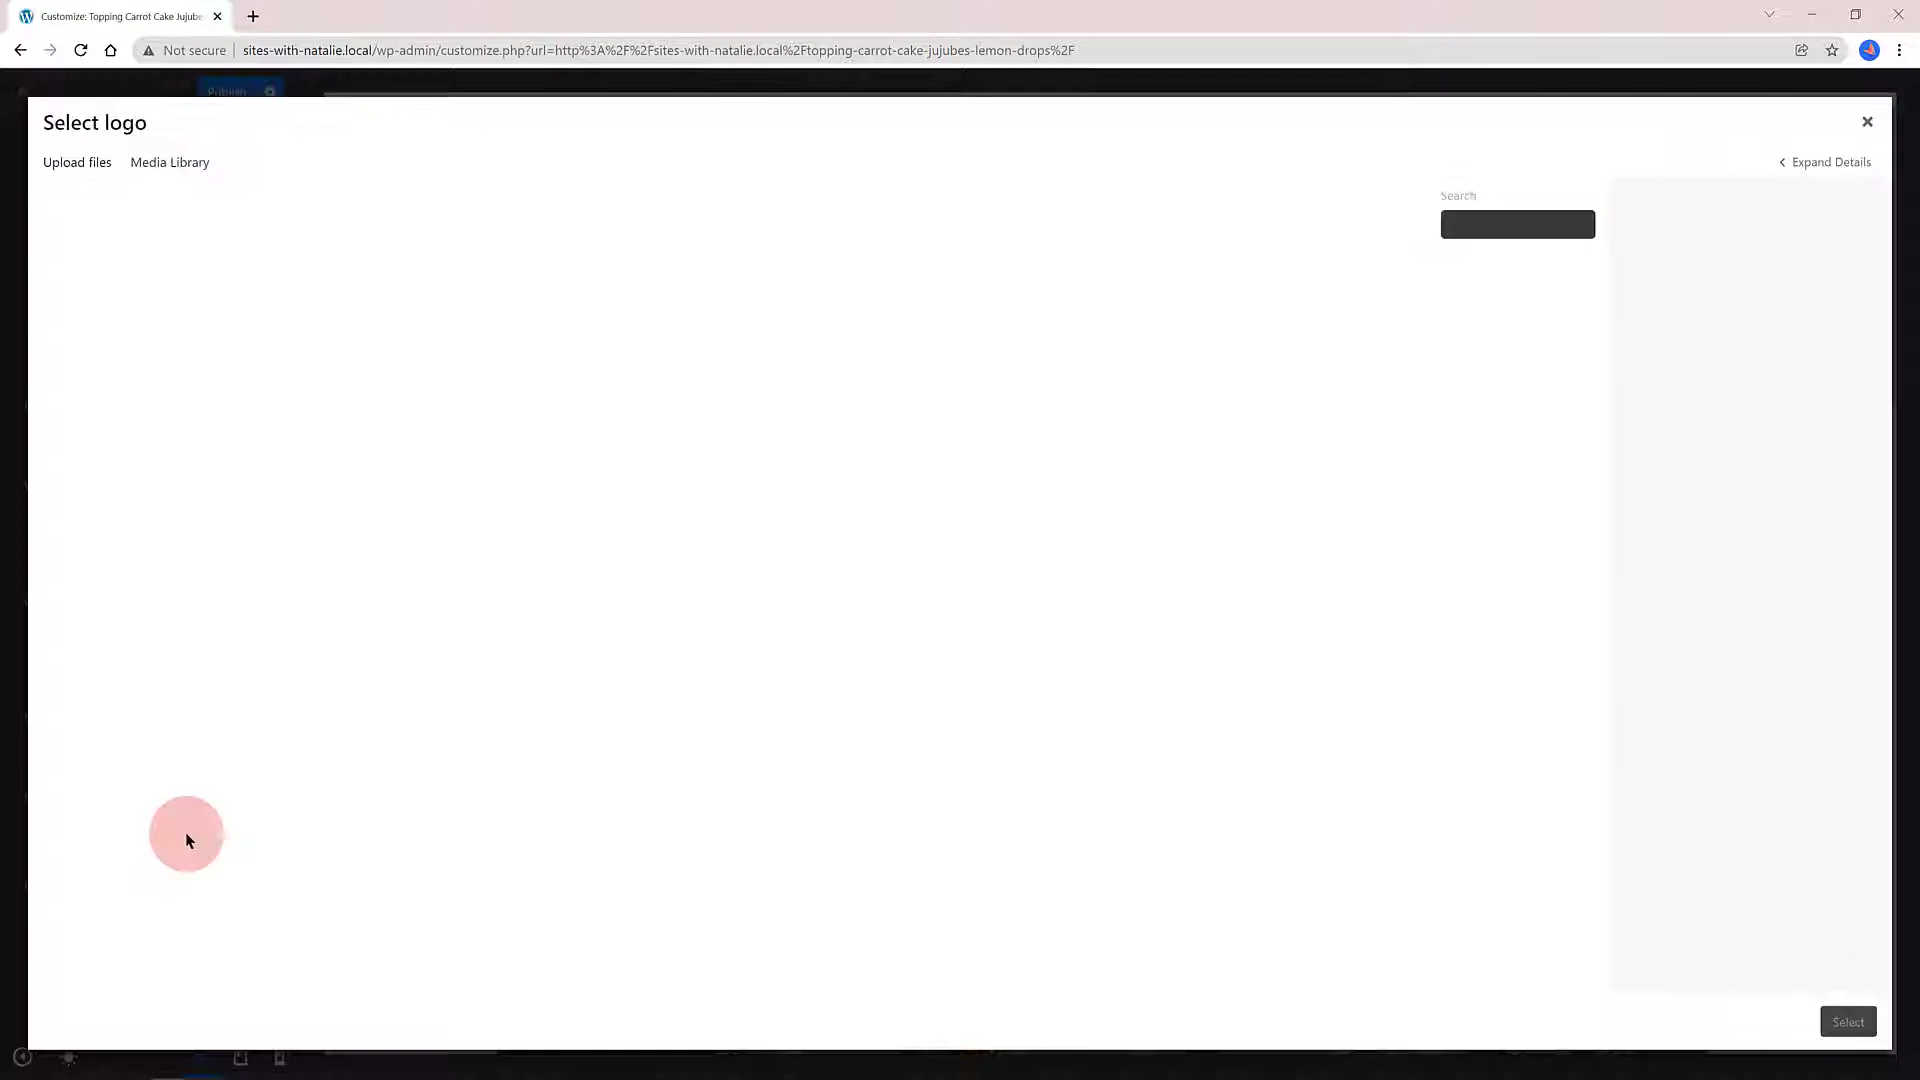 Customize: Topping Carrot Cake Jujube
Not secure
sites-with-natalie.local/wp-admin/customize.php?url=http%3A%2F%2Fsites-with-natalie.local%2Ftopping-carrot-cake-jujubes-lemon-drops%2F
Publish
Select logo
Upload files
Media Library
Expand Details
Search
Select